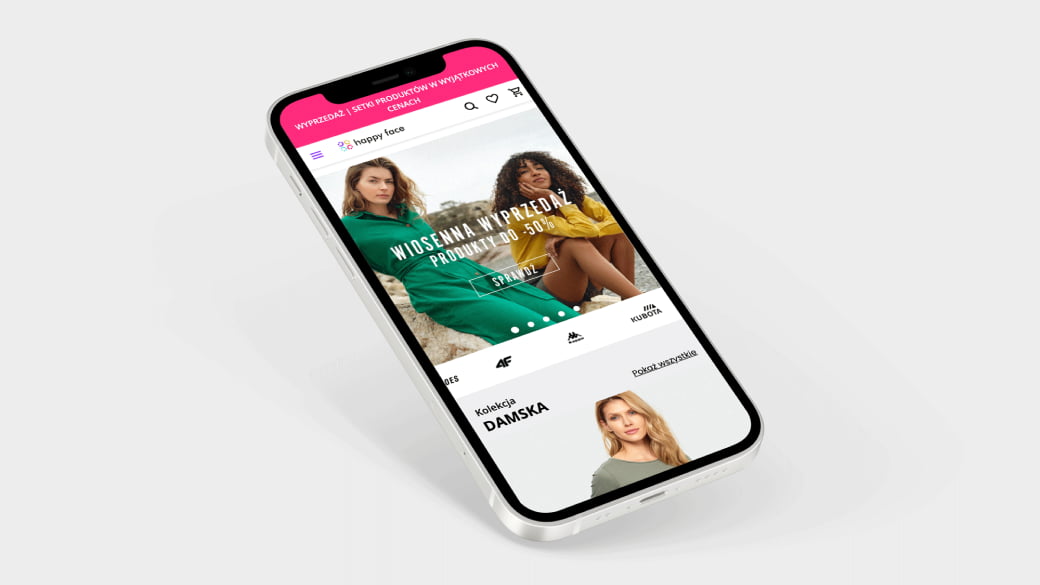 WYPRZEDAŻ | SETKI PRODUKTÓW W WYJĄTKOWYCH
CENACH
happy face
WIOSENNA WYPRZEDAŻ
PRODUKTY DO -50%
SPRAWDŹ
OES
4F
Kappa
KUBOTA
Pokaż wszystkie
Kolekcja
DAMSKA